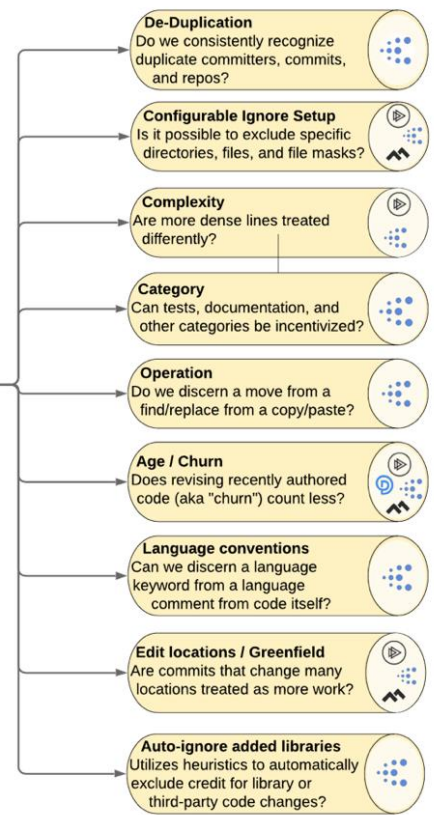 De-Duplication
Do we consistently recognize
duplicate committers, commits,
and repos?
Configurable Ignore Setup
Is it possible to exclude specific
directories, files, and file masks?
Complexity
Are more dense lines treated
differently?
Category
Can tests, documentation, and
other categories be incentivized?
Operation
Do we discern a move from a
find/replace from a copy/paste?
Age / Churn
Does revising recently authored
code (aka "churn") count less?
Language conventions
Can we discern a language
keyword from a language
comment from code itself?
Edit locations / Greenfield
Are commits that change many
locations treated as more work?
Auto-ignore added libraries
Utilizes heuristics to automatically
exclude credit for library or
third-party code changes?